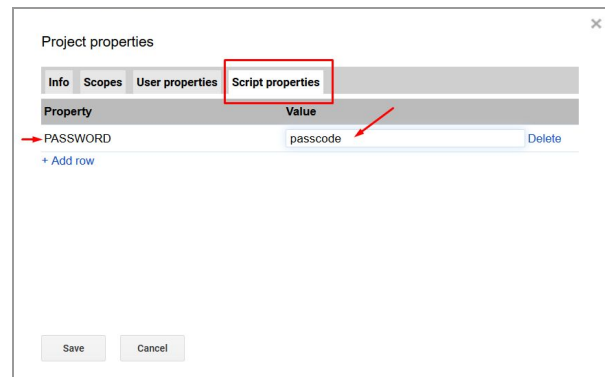 Project properties
Info Scopes User properties Script properties
Property Value
PASSWORD passcode Delete
+ Add row
Save Cancel